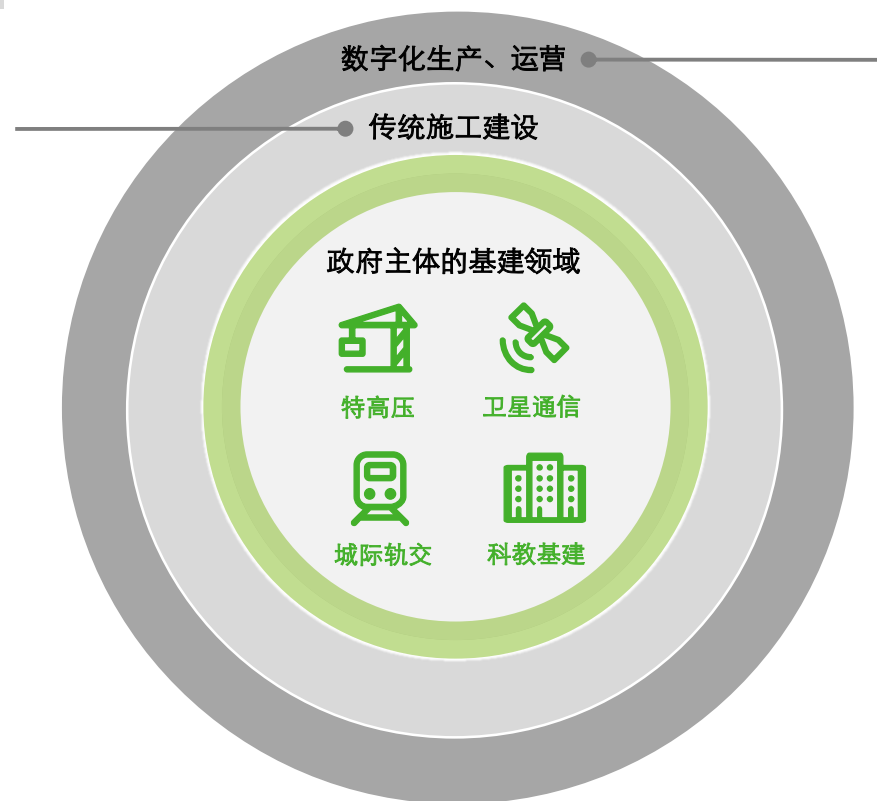 数字化生产、运营
传统施工建设
政府主体的基建领域
特高压
卫星通信
城际轨交
科教基建